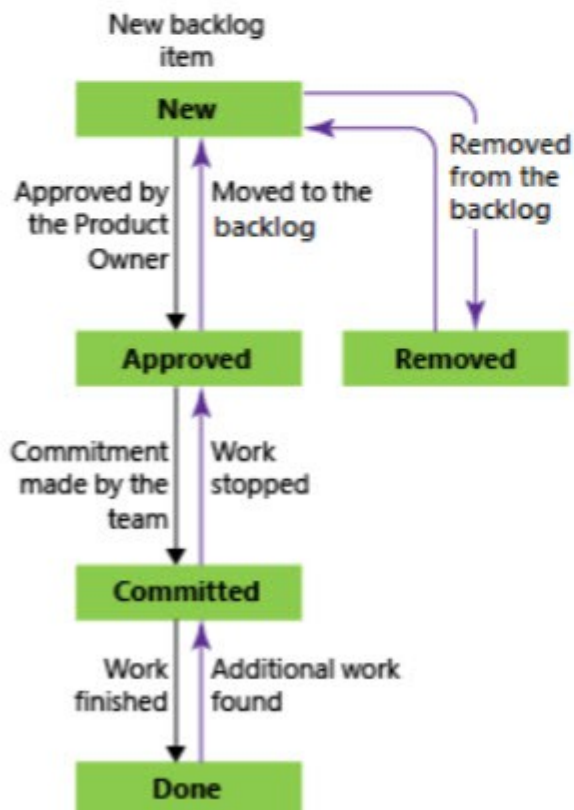 New backlog
item
New
Removed
from the
backlog
Approved by
the Product
Owner
Moved to the
backlog
Approved
Removed
Commitment
made by the
team
Work
stopped
Committed
Work
finished
Additional work
found
Done